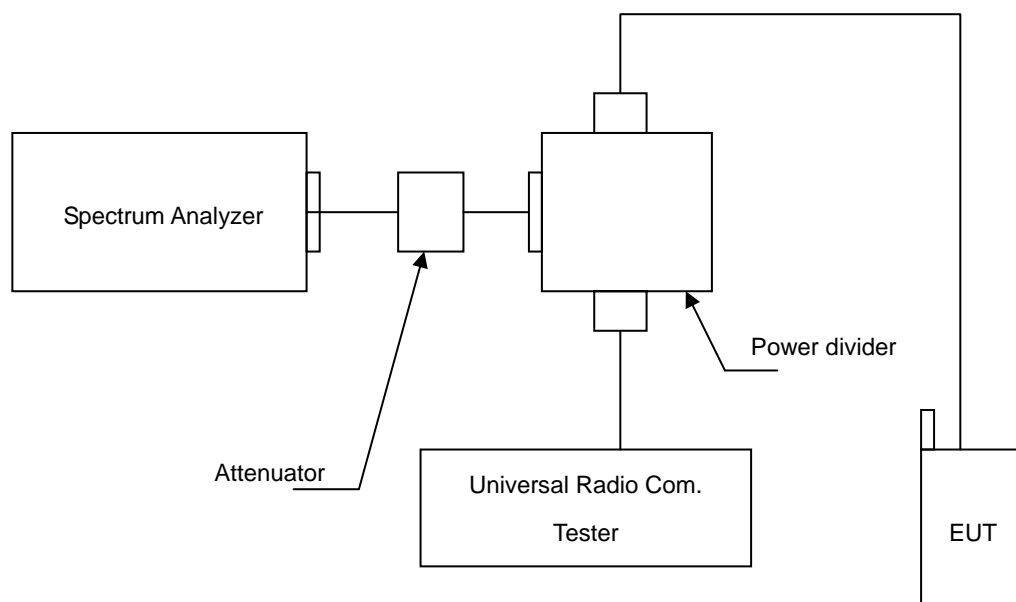 Spectrum Analyzer
Power divider
Attenuator
Universal Radio Com.
Tester
EUT